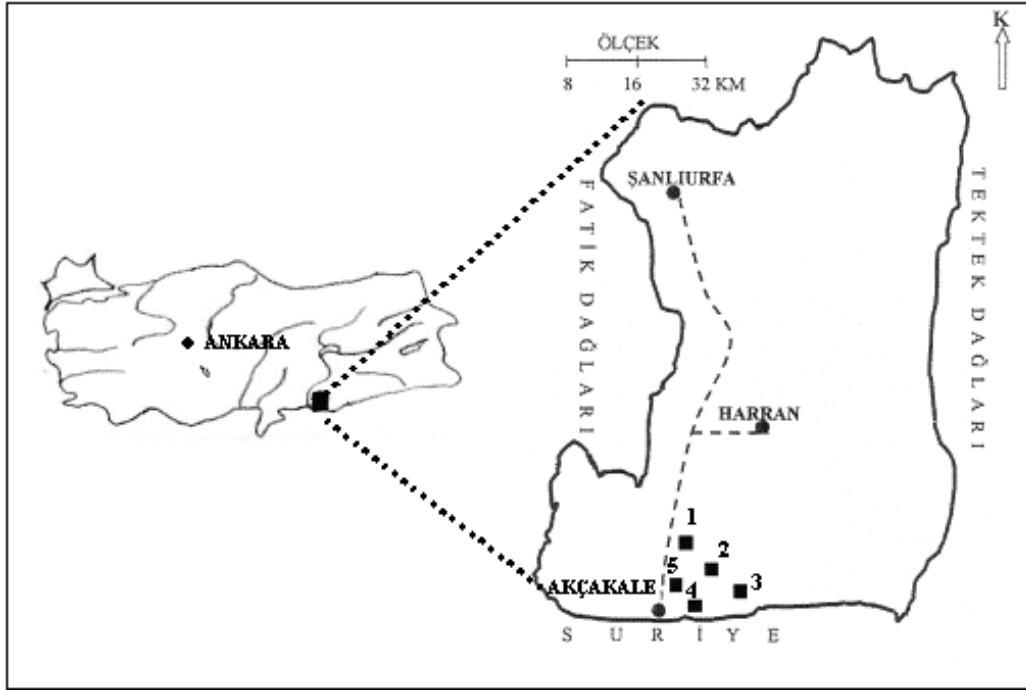 K
ÖLÇEK
8 16 32 KM
ŞANLIURFA
FATİK DAĞLARI
TEKTEK DAĞLARI
ANKARA
HARRAN
1
2
5
3
AKÇAKALE
4
SURİYE